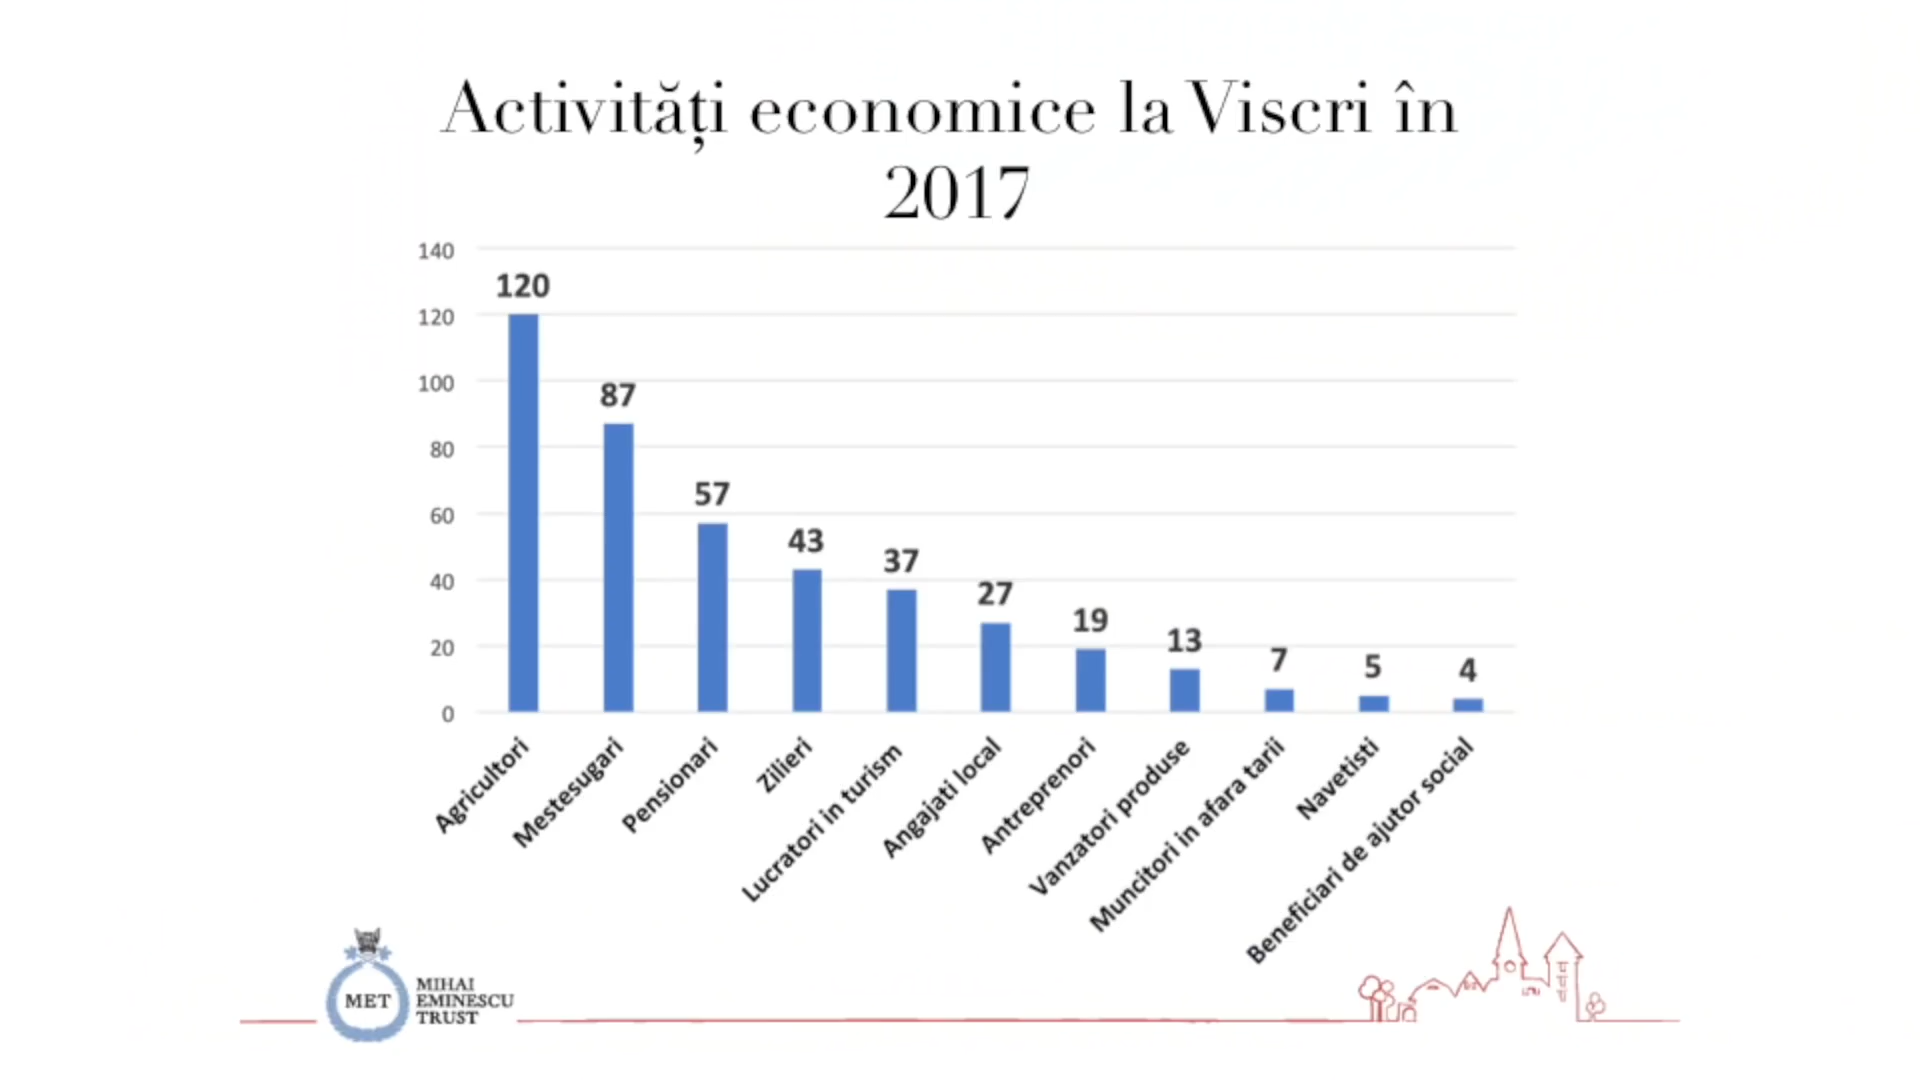 Activități economice la Viscri în
2017
140
120
100
80
60
40
20
0
120
87
57
43
37
27
19
13
7
5
4
Agricultori
Mestesugari
Pensionari
Zilieri
Lucratori in turism
Angajati local
Antreprenori
Vanzatori produse
Muncitori in afara tarii
Navetisti
Beneficiari de ajutor social
MET
MIHAI
EMINESCU
TRUST